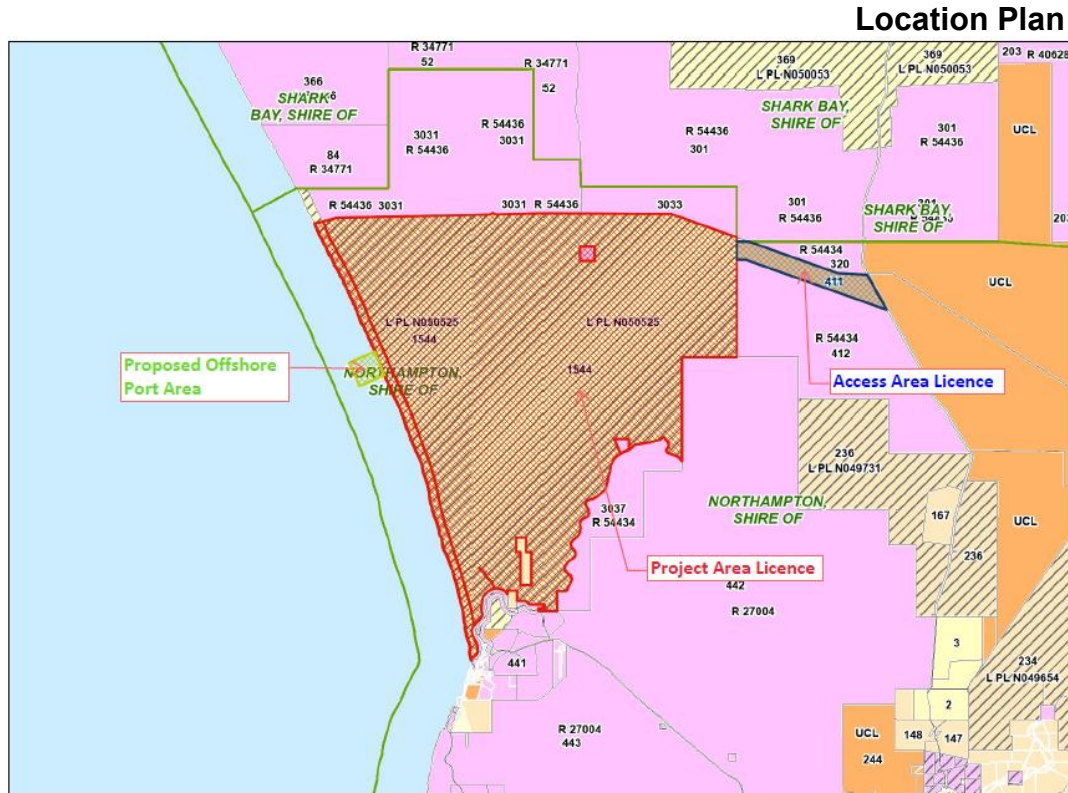 Location Plan
R 34771
52
R 34771
52
366
SHARK
BAY, SHIRE OF
84
R 34771
3031
R 54436
R 54436
3031
R 54436
301
369
L PL N050053
369
L PL N050053
203
R 40628
SHARK BAY,
SHIRE OF
301
R 54436
UCL
R 54436 3031
3031 R 54436
3033
301
R 54436
SHARK BAY,
SHIRE OF
R 54434
320
411
UCL
L PL N050525
1544
L PL N050525
1544
R 54434
412
Proposed Offshore
Port Area
NORTHAMPTON,
SHIRE OF
Access Area Licence
236
L PL N049731
3037
R 54434
NORTHAMPTON,
SHIRE OF
167
UCL
236
Project Area Licence
442
R 27004
441
3
234
L PL N049654
2
R 27004
443
UCL
244
148
147